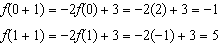 f(0 + 1) = −2f(0) + 3 = −2(2) + 3 = −1
f(1 + 1) = −2f(1) + 3 = −2(−1) + 3 = 5